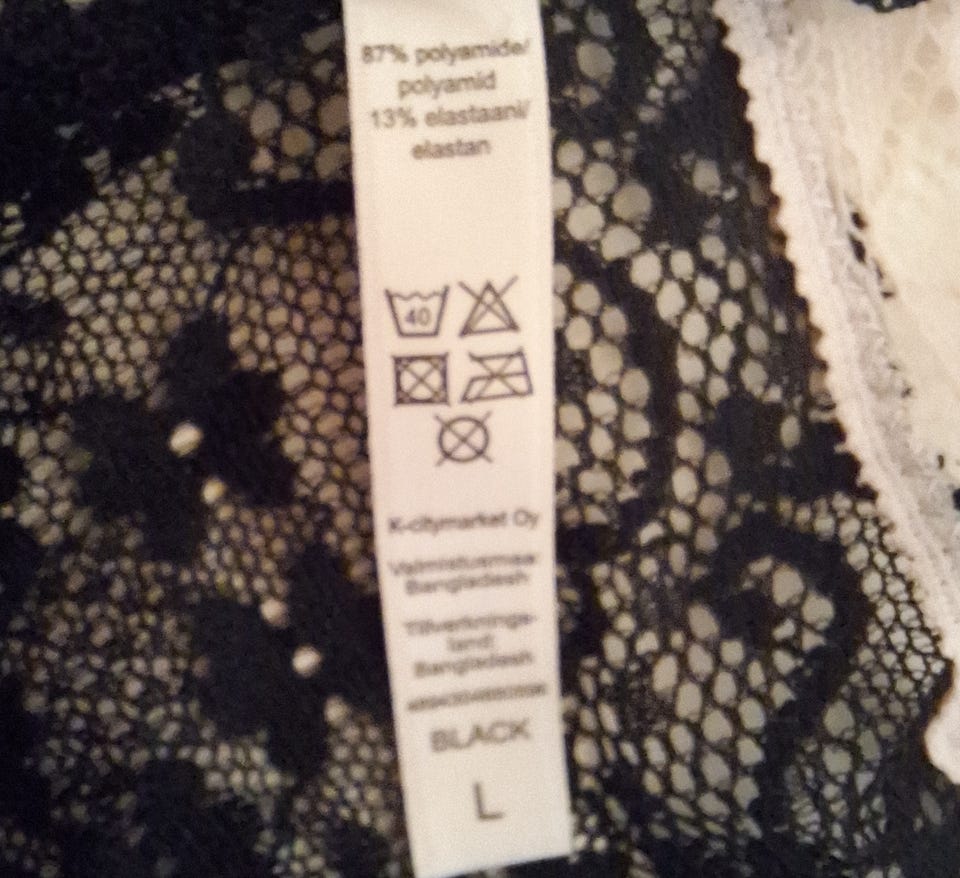 87% polyamide/
polyamid
13% elastaani/
elastan
40
K-citymarket Oy
Valmistusmaa
Bangladesh
Tillverknings-
land
Bangladesh
BLACK
L